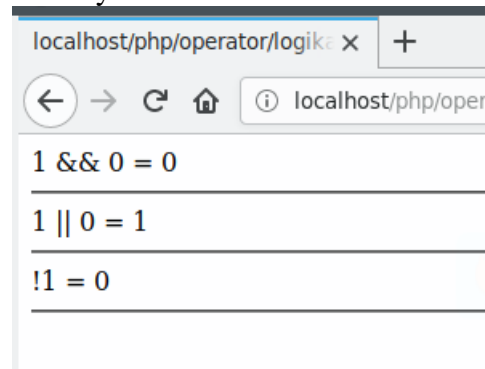 localhost/php/operator/logika
localhost/php/oper
1 && 0 = 0
1 || 0 = 1
!1 = 0